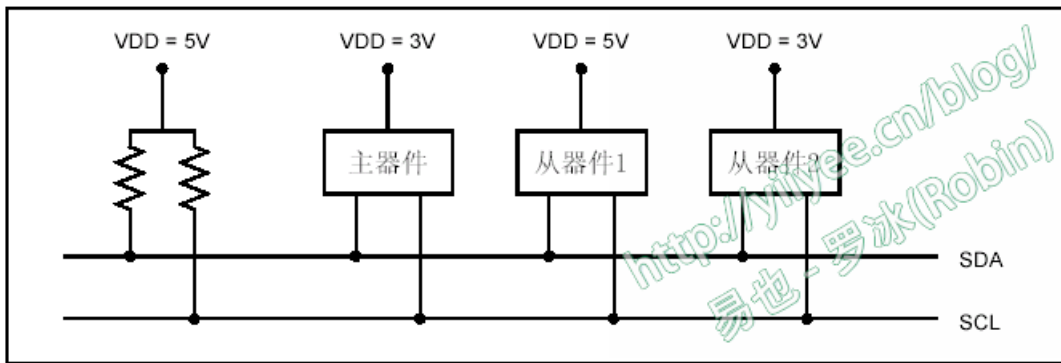 VDD = 5V
VDD = 3V
VDD = 5V
VDD = 3V
主器件
从器件1
从器件2
SDA
SCL
http://yiiyee.cn/blog/
易也 - 罗冰(Robin)